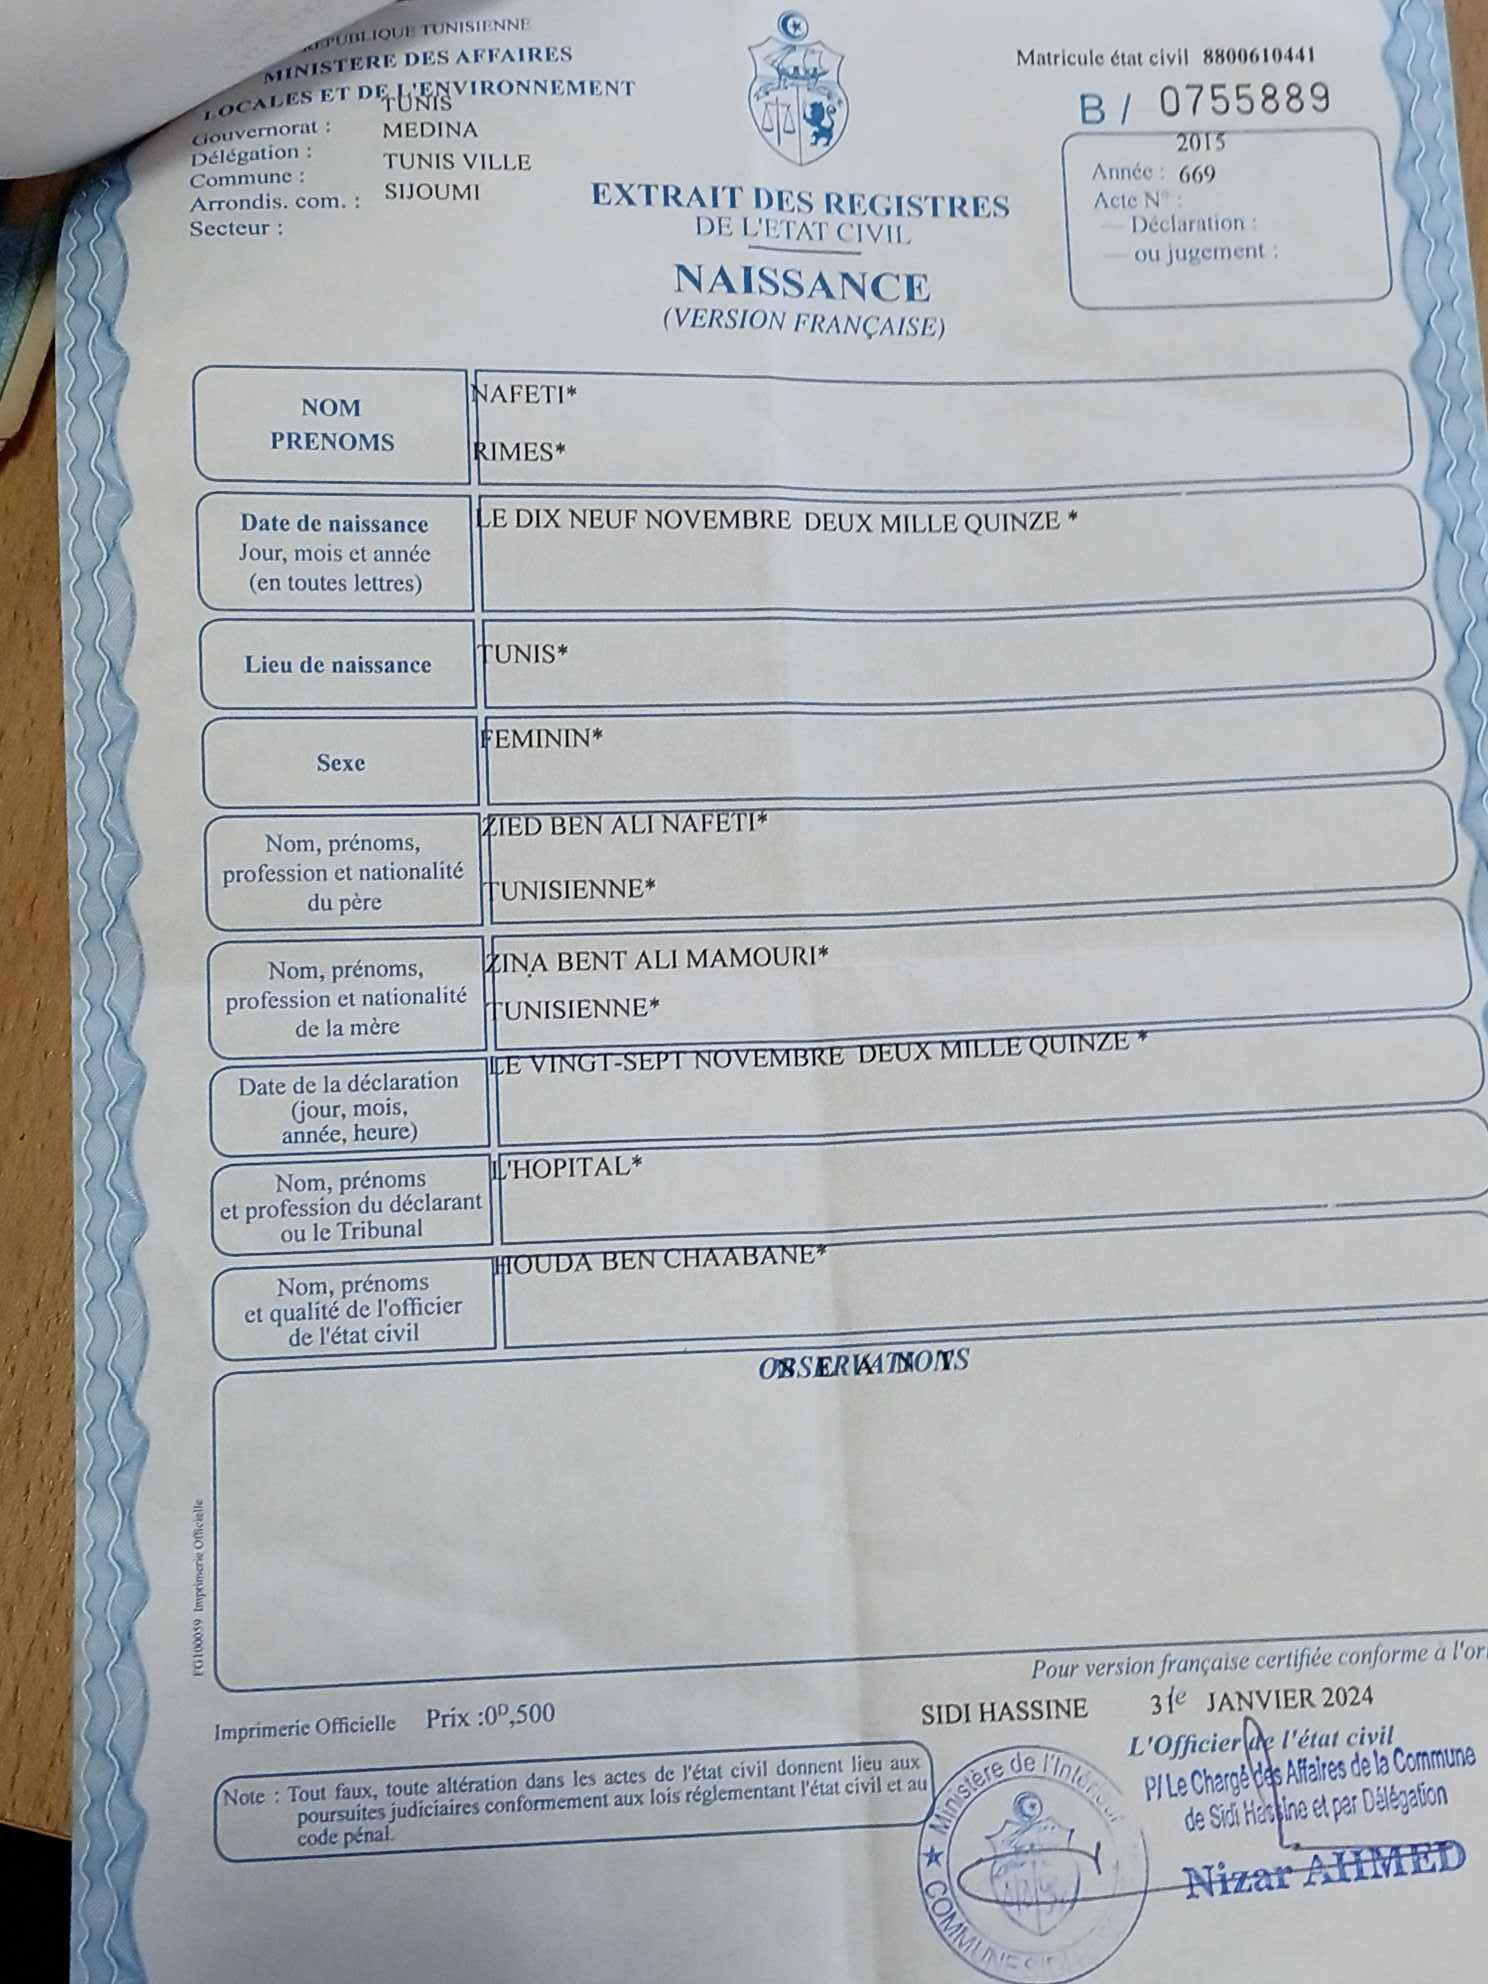 REPUBLIQUE TUNISIENNE
MINISTERE DES AFFAIRES
LOCALES ET DE L'ENVIRONNEMENT
Gouvernorat : TUNIS
Délégation : MEDINA
Commune : TUNIS VILLE
Arrondis. com. : SIJOUMI
Secteur :
EXTRAIT DES REGISTRES
DE L'ETAT CIVIL
NAISSANCE
(VERSION FRANÇAISE)
Matricule état civil 8800610441
B / 0755889
2015
Année : 669
Acte N° :
— Déclaration :
— ou jugement :
NOM
PRENOMS
NAFETI*
RIMES*
Date de naissance
Jour, mois et année
(en toutes lettres)
LE DIX NEUF NOVEMBRE DEUX MILLE QUINZE *
Lieu de naissance
TUNIS*
Sexe
FEMININ*
Nom, prénoms,
profession et nationalité
du père
ZIED BEN ALI NAFETI*
TUNISIENNE*
Nom, prénoms,
profession et nationalité
de la mère
ZINA BENT ALI MAMOURI*
TUNISIENNE*
Date de la déclaration
(jour, mois,
année, heure)
LE VINGT-SEPT NOVEMBRE DEUX MILLE QUINZE *
Nom, prénoms
et profession du déclarant
ou le Tribunal
L'HOPITAL*
Nom, prénoms
et qualité de l'officier
de l'état civil
HOUDA BEN CHAABANE*
OBSERVATIONS
FG100059 Imprimerie Officielle
Pour version française certifiée conforme à
SIDI HASSINE 31e JANVIER 2024
L'Officier de l'état civil
P/ Le Chargé des Affaires de la Commune
de Sidi Hassine et par Délégation
Nizar AHMED
Imprimerie Officielle Prix :0D,500
Note : Tout faux, toute altération dans les actes de l'état civil donnent lieu aux
poursuites judiciaires conformement aux lois réglementant l'état civil et au
code pénal.
Ministère de l'Intérieur
COMMUNE